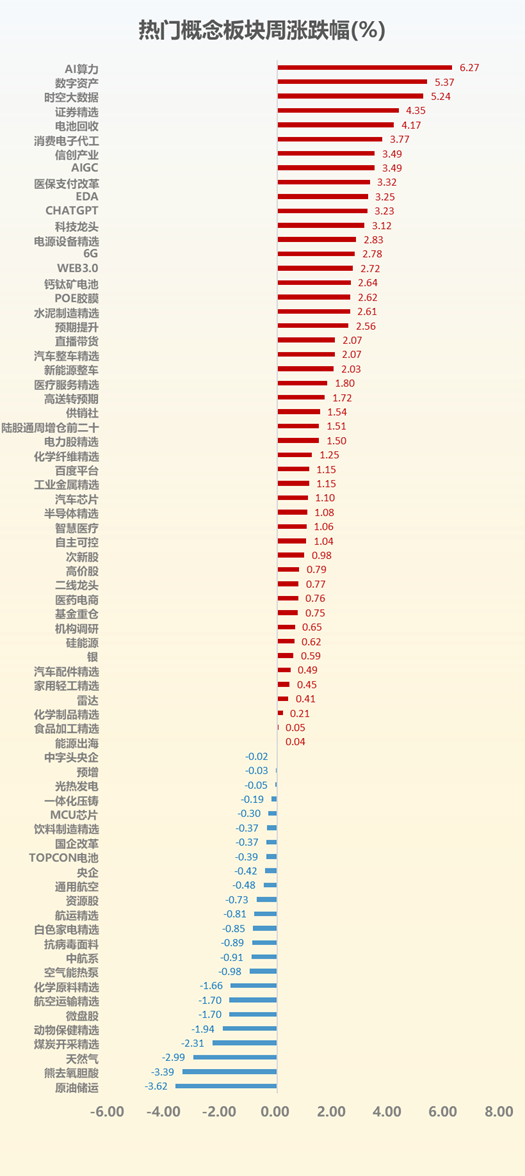 热门概念板块周涨跌幅(%)
AI算力 6.27
数字资产 5.37
时空大数据 5.24
证券精选 4.35
电池回收 4.17
消费电子代工 3.77
信创产业 3.49
AIGC 3.49
医保支付改革 3.32
EDA 3.25
CHATGPT 3.23
科技龙头 3.12
电源设备精选 2.83
6G 2.78
WEB3.0 2.72
钙钛矿电池 2.64
POE胶膜 2.62
水泥制造精选 2.61
预期提升 2.56
直播带货 2.07
汽车整车精选 2.07
新能源整车 2.03
医疗服务精选 1.80
高送转预期 1.72
供销社 1.54
陆股通周增仓前二十 1.51
电力股精选 1.50
化学纤维精选 1.25
百度平台 1.15
工业金属精选 1.15
汽车芯片 1.10
半导体精选 1.08
智慧医疗 1.06
自主可控 1.04
次新股 0.98
高价股 0.79
二线龙头 0.77
医药电商 0.76
基金重仓 0.75
机构调研 0.65
硅能源 0.62
银 0.59
汽车配件精选 0.49
家用轻工精选 0.45
雷达 0.41
化学制品精选 0.21
食品加工精选 0.05
能源出海 0.04
中字头央企 -0.02
预增 -0.03
光热发电 -0.05
一体化压铸 -0.19
MCU芯片 -0.30
饮料制造精选 -0.37
国企改革 -0.37
TOPCON电池 -0.39
央企 -0.42
通用航空 -0.48
资源股 -0.73
航运精选 -0.81
白色家电精选 -0.85
抗病毒面料 -0.89
中航系 -0.91
空气能热泵 -0.98
化学原料精选 -1.66
航空运输精选 -1.70
微盘股 -1.70
动物保健精选 -1.94
煤炭开采精选 -2.31
天然气 -2.99
熊去氧胆酸 -3.39
原油储运 -3.62
-6.00 -4.00 -2.00 0.00 2.00 4.00 6.00 8.00